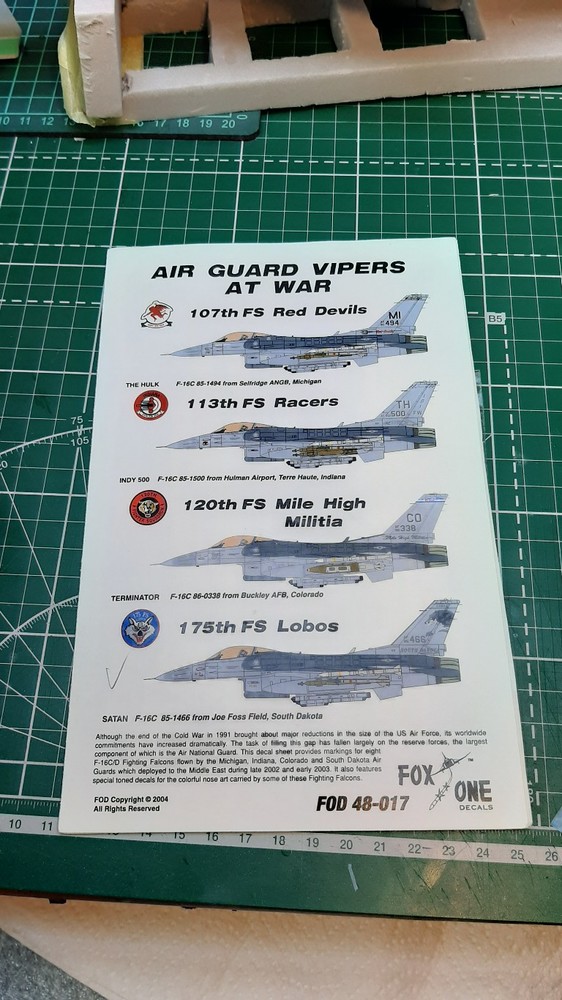 10 11 12 13 14 15 16 17 18 19 20
B5
75
105
AIR GUARD VIPERS
AT WAR
107th FS Red Devils
MI
494
THE HULK F-16C 85-1494 from Selfridge ANGB, Michigan
113th FS Racers
TH
500
INDY 500 F-16C 85-1500 from Hulman Airport, Terre Haute, Indiana
120th FS Mile High
Militia
CO
338
TERMINATOR F-16C 86-0338 from Buckley AFB, Colorado
175th FS Lobos
466
SATAN F-16C 85-1466 from Joe Foss Field, South Dakota
Although the end of the Cold War in 1991 brought about major reductions in the size of the US Air Force, its worldwide
commitments have increased dramatically. The task of filling this gap has fallen largely on the reserve forces, the largest
component of which is the Air National Guard. This decal sheet provides markings for eight
F-16C/D Fighting Falcons flown by the Michigan, Indiana, Colorado and South Dakota Air
Guards which deployed to the Middle East during late 2002 and early 2003. It also features
special toned decals for the colorful nose art carried by some of these Fighting Falcons.
FOX ONE ™
DECALS
FOD Copyright © 2004
All Rights Reserved
FOD 48-017
10 11 12 13 14 15 16 17 18 19 20 21 22 23 24 25 26